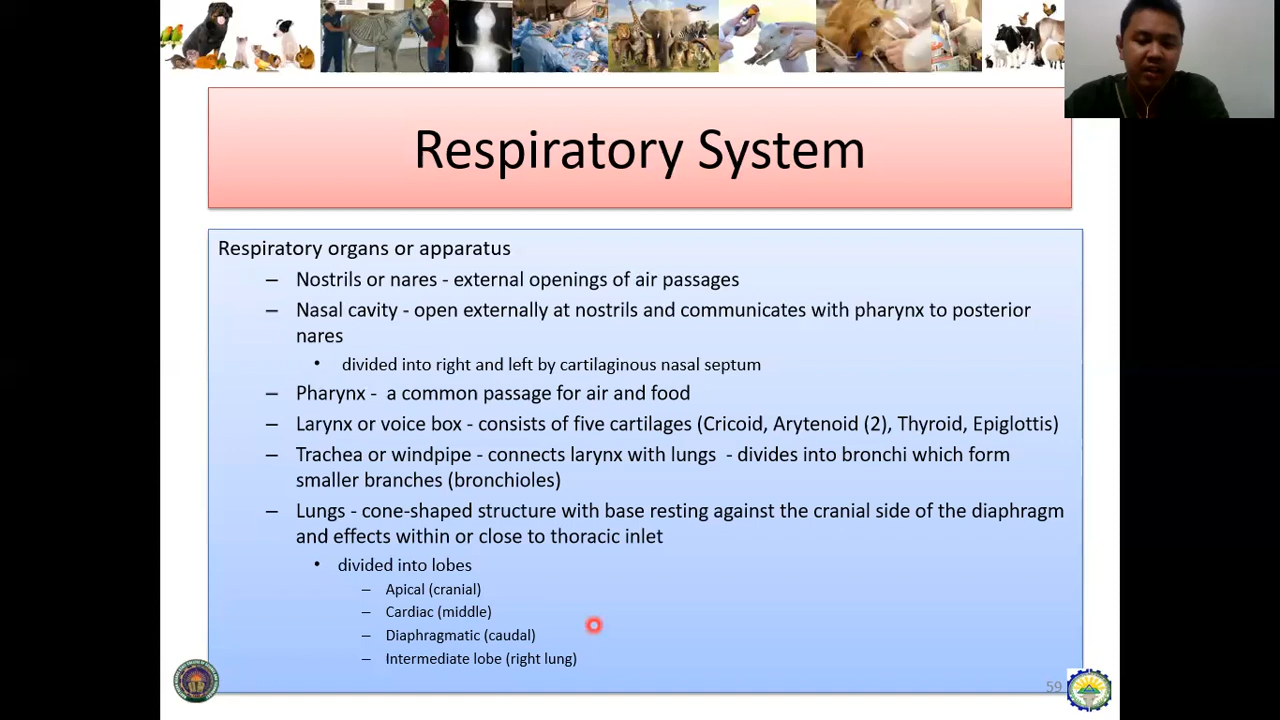 Respiratory System
Respiratory organs or apparatus
– Nostrils or nares - external openings of air passages
– Nasal cavity - open externally at nostrils and communicates with pharynx to posterior
nares
• divided into right and left by cartilaginous nasal septum
– Pharynx - a common passage for air and food
– Larynx or voice box - consists of five cartilages (Cricoid, Arytenoid (2), Thyroid, Epiglottis)
– Trachea or windpipe - connects larynx with lungs - divides into bronchi which form
smaller branches (bronchioles)
– Lungs - cone-shaped structure with base resting against the cranial side of the diaphragm
and effects within or close to thoracic inlet
• divided into lobes
– Apical (cranial)
– Cardiac (middle)
– Diaphragmatic (caudal)
– Intermediate lobe (right lung)
59